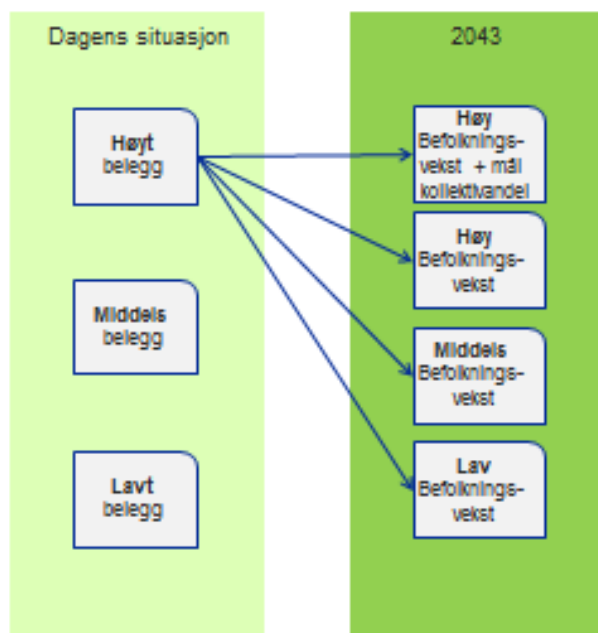 Dagens situasjon
Høyt
belegg
Middels
belegg
Lavt
belegg
2043
Høy
Befolknings-
vekst + mål
kollektivandel
Høy
Befolknings-
vekst
Middels
Befolknings-
vekst
Lav
Befolknings-
vekst